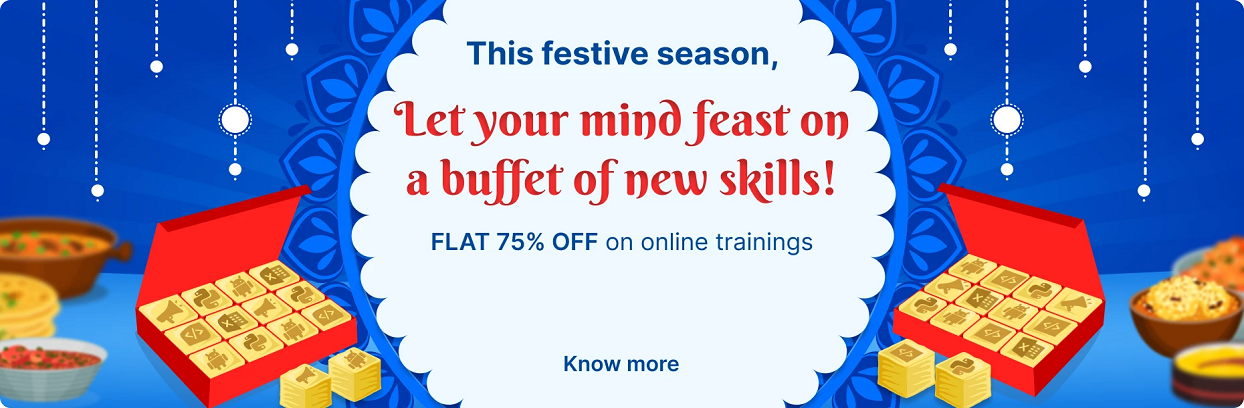 This festive season,
Let your mind feast on
a buffet of new skills!
FLAT 75% OFF on online trainings
Know more